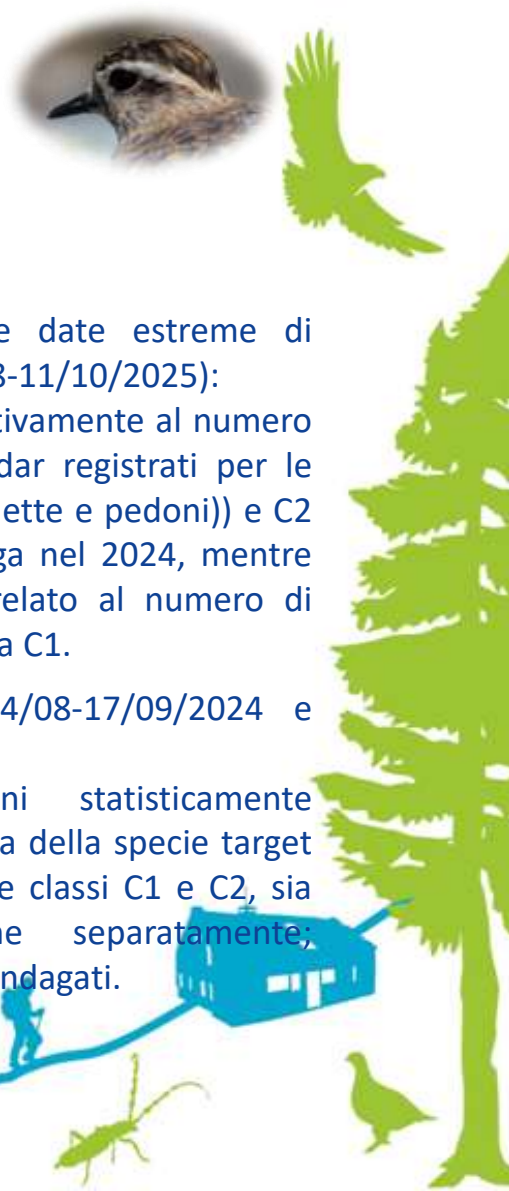 e date estreme di
8-11/10/2025):
tivamente al numero
dar registrati per le
lette e pedoni)) e C2
ga nel 2024, mentre
relato al numero di
a C1.
4/08-17/09/2024 e
ni statisticamente
a della specie target
e classi C1 e C2, sia
ne separatamente;
ndagati.